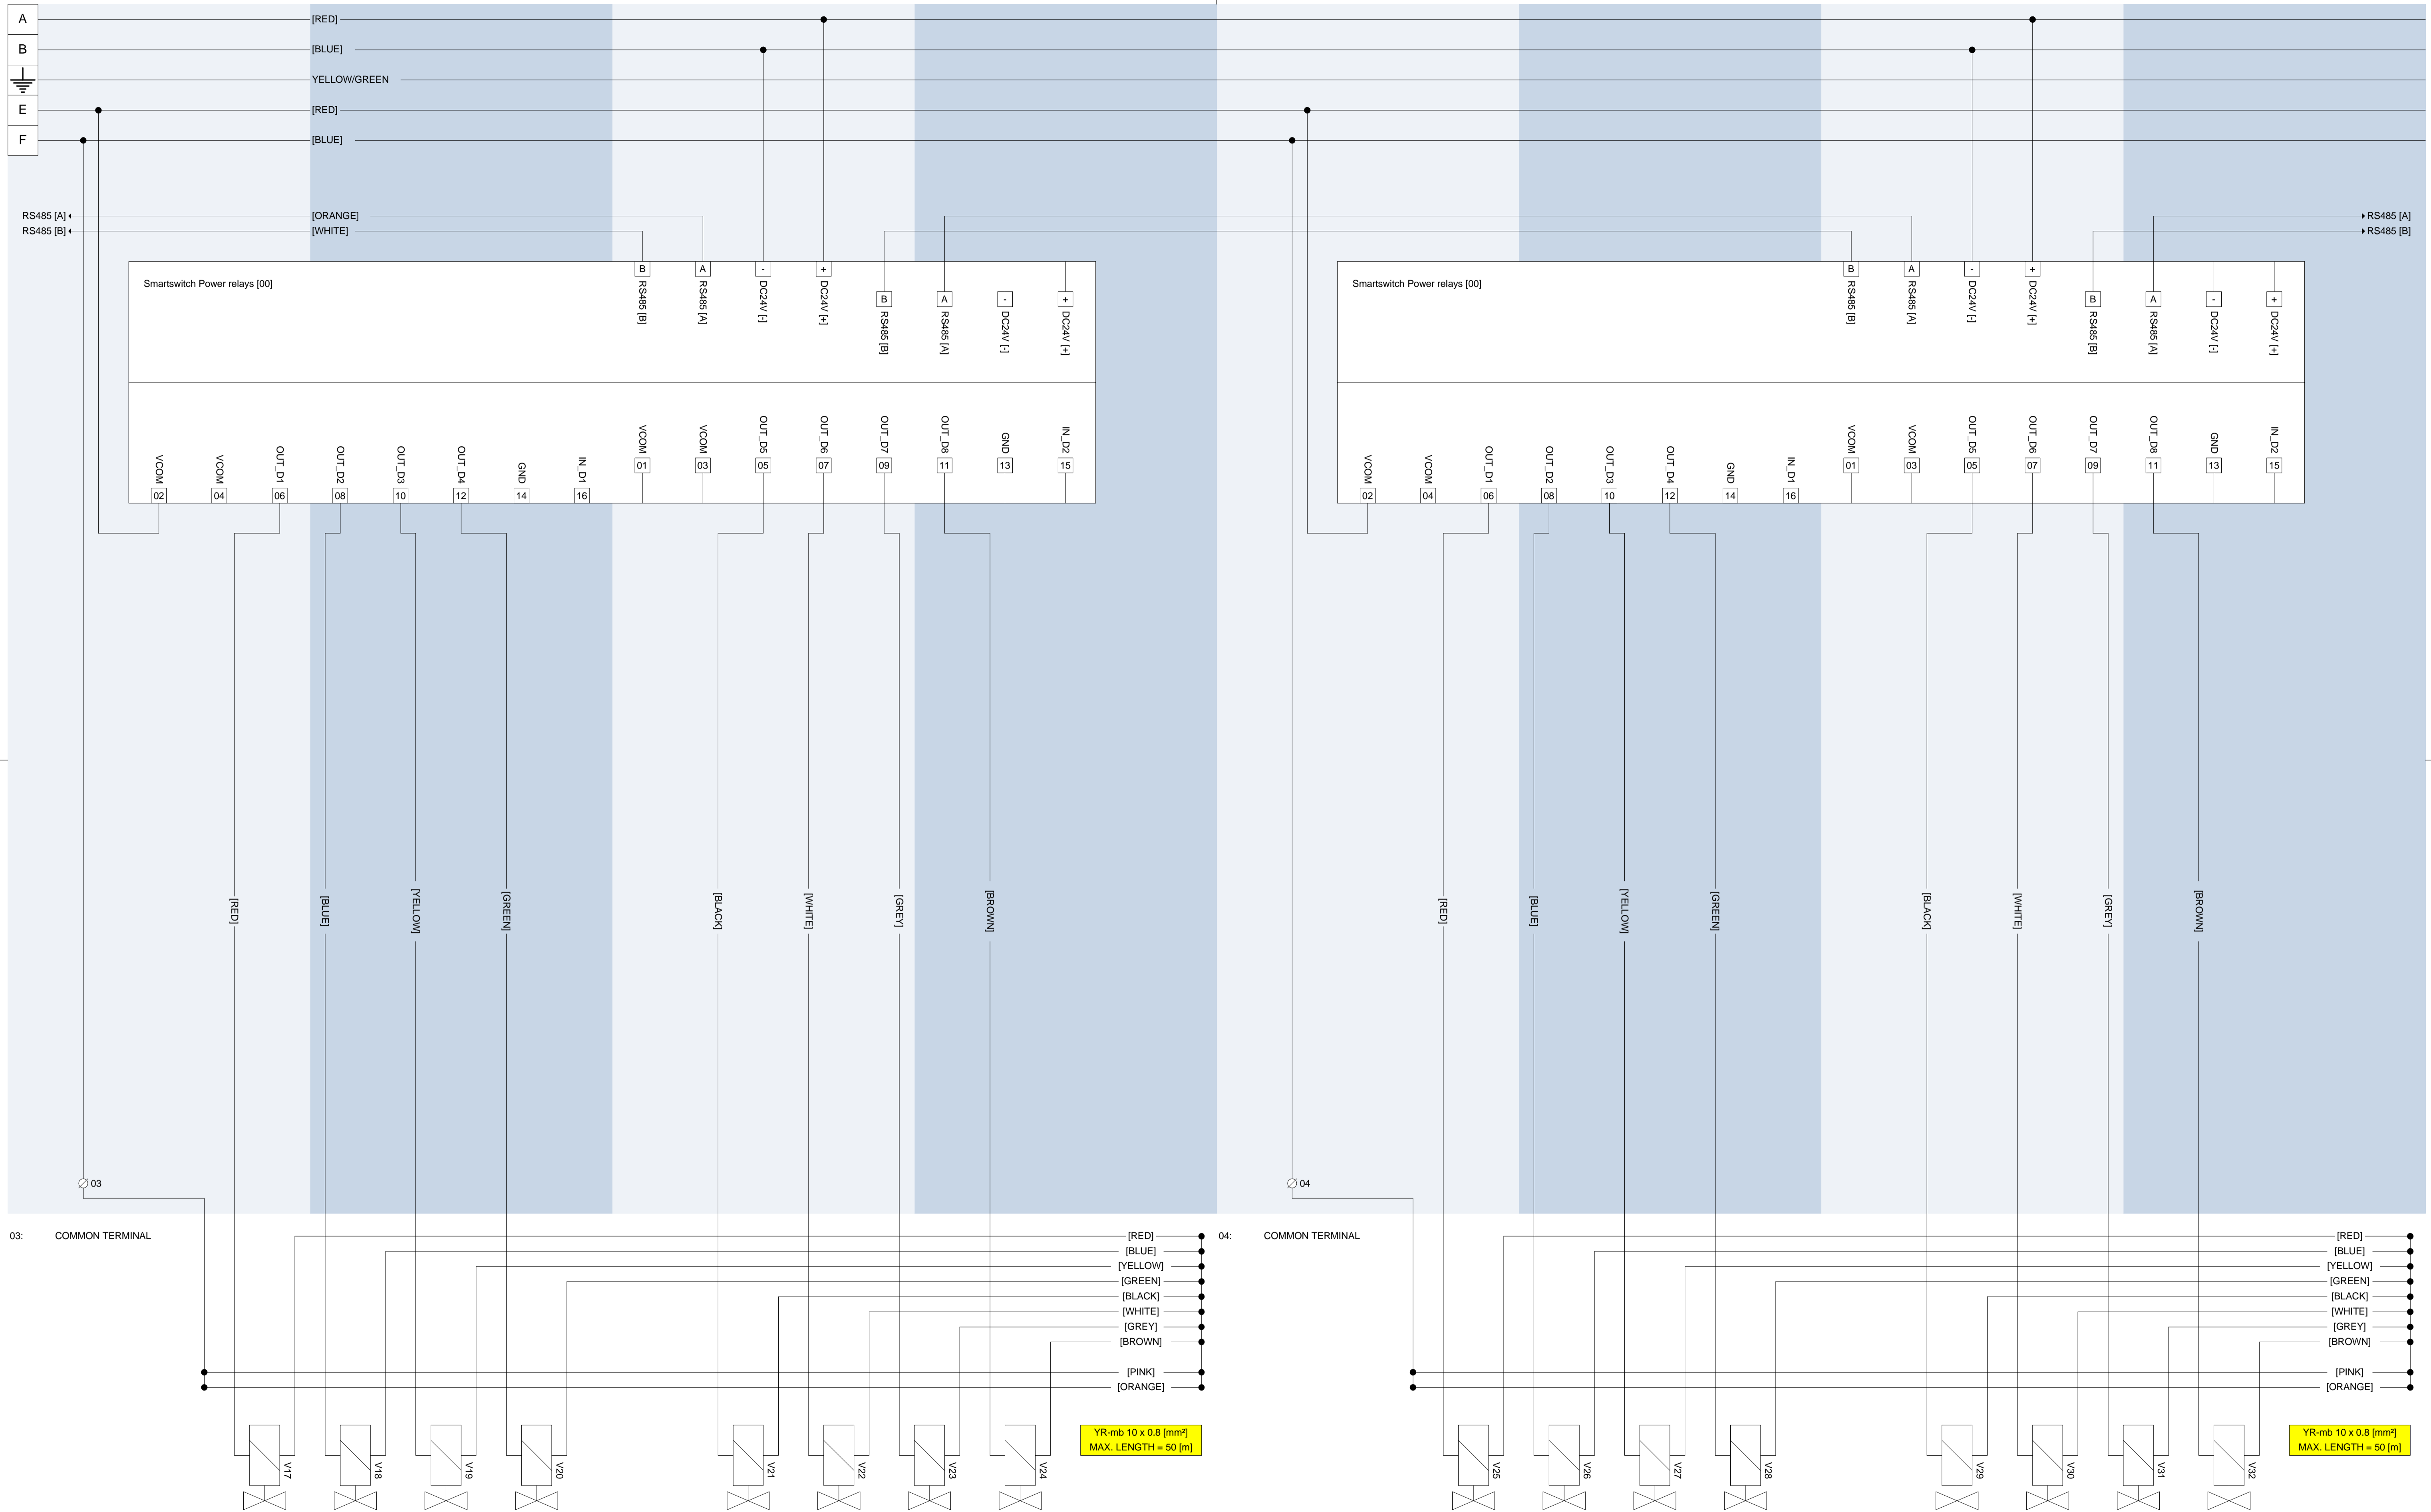 A [RED]
B [BLUE]
YELLOW/GREEN
E [RED]
F [BLUE]
RS485 [A] [ORANGE] RS485 [A]
RS485 [B] [WHITE] RS485 [B]
Smartswitch Power relays [00]
B RS485 [B]
A RS485 [A]
- DC24V [-]
+ DC24V [+]
B RS485 [B]
A RS485 [A]
- DC24V [-]
+ DC24V [+]
VCOM 02
VCOM 04
OUT_D1 06
OUT_D2 08
OUT_D3 10
OUT_D4 12
GND 14
IN_D1 16
VCOM 01
VCOM 03
OUT_D5 05
OUT_D6 07
OUT_D7 09
OUT_D8 11
GND 13
IN_D2 15
Smartswitch Power relays [00]
B RS485 [B]
A RS485 [A]
- DC24V [-]
+ DC24V [+]
B RS485 [B]
A RS485 [A]
- DC24V [-]
+ DC24V [+]
VCOM 02
VCOM 04
OUT_D1 06
OUT_D2 08
OUT_D3 10
OUT_D4 12
GND 14
IN_D1 16
VCOM 01
VCOM 03
OUT_D5 05
OUT_D6 07
OUT_D7 09
OUT_D8 11
GND 13
IN_D2 15
[RED]
[BLUE]
[YELLOW]
[GREEN]
[BLACK]
[WHITE]
[GREY]
[BROWN]
[RED]
[BLUE]
[YELLOW]
[GREEN]
[BLACK]
[WHITE]
[GREY]
[BROWN]
03
04
03: COMMON TERMINAL
[RED]
[BLUE]
[YELLOW]
[GREEN]
[BLACK]
[WHITE]
[GREY]
[BROWN]
[PINK]
[ORANGE]
04: COMMON TERMINAL
[RED]
[BLUE]
[YELLOW]
[GREEN]
[BLACK]
[WHITE]
[GREY]
[BROWN]
[PINK]
[ORANGE]
V17
V18
V19
V20
V21
V22
V23
V24
YR-mb 10 x 0.8 [mm²]
MAX. LENGTH = 50 [m]
V25
V26
V27
V28
V29
V30
V31
V32
YR-mb 10 x 0.8 [mm²]
MAX. LENGTH = 50 [m]